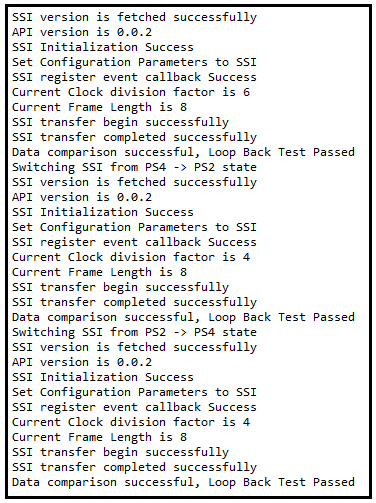 SSI version is fetched successfully
API version is 0.0.2
SSI Initialization Success
Set Configuration Parameters to SSI
SSI register event callback Success
Current Clock division factor is 6
Current Frame Length is 8
SSI transfer begin successfully
SSI transfer completed successfully
Data comparison successful, Loop Back Test Passed
Switching SSI from PS4 -> PS2 state
SSI version is fetched successfully
API version is 0.0.2
SSI Initialization Success
Set Configuration Parameters to SSI
SSI register event callback Success
Current Clock division factor is 4
Current Frame Length is 8
SSI transfer begin successfully
SSI transfer completed successfully
Data comparison successful, Loop Back Test Passed
Switching SSI from PS2 -> PS4 state
SSI version is fetched successfully
API version is 0.0.2
SSI Initialization Success
Set Configuration Parameters to SSI
SSI register event callback Success
Current Clock division factor is 4
Current Frame Length is 8
SSI transfer begin successfully
SSI transfer completed successfully
Data comparison successful, Loop Back Test Passed